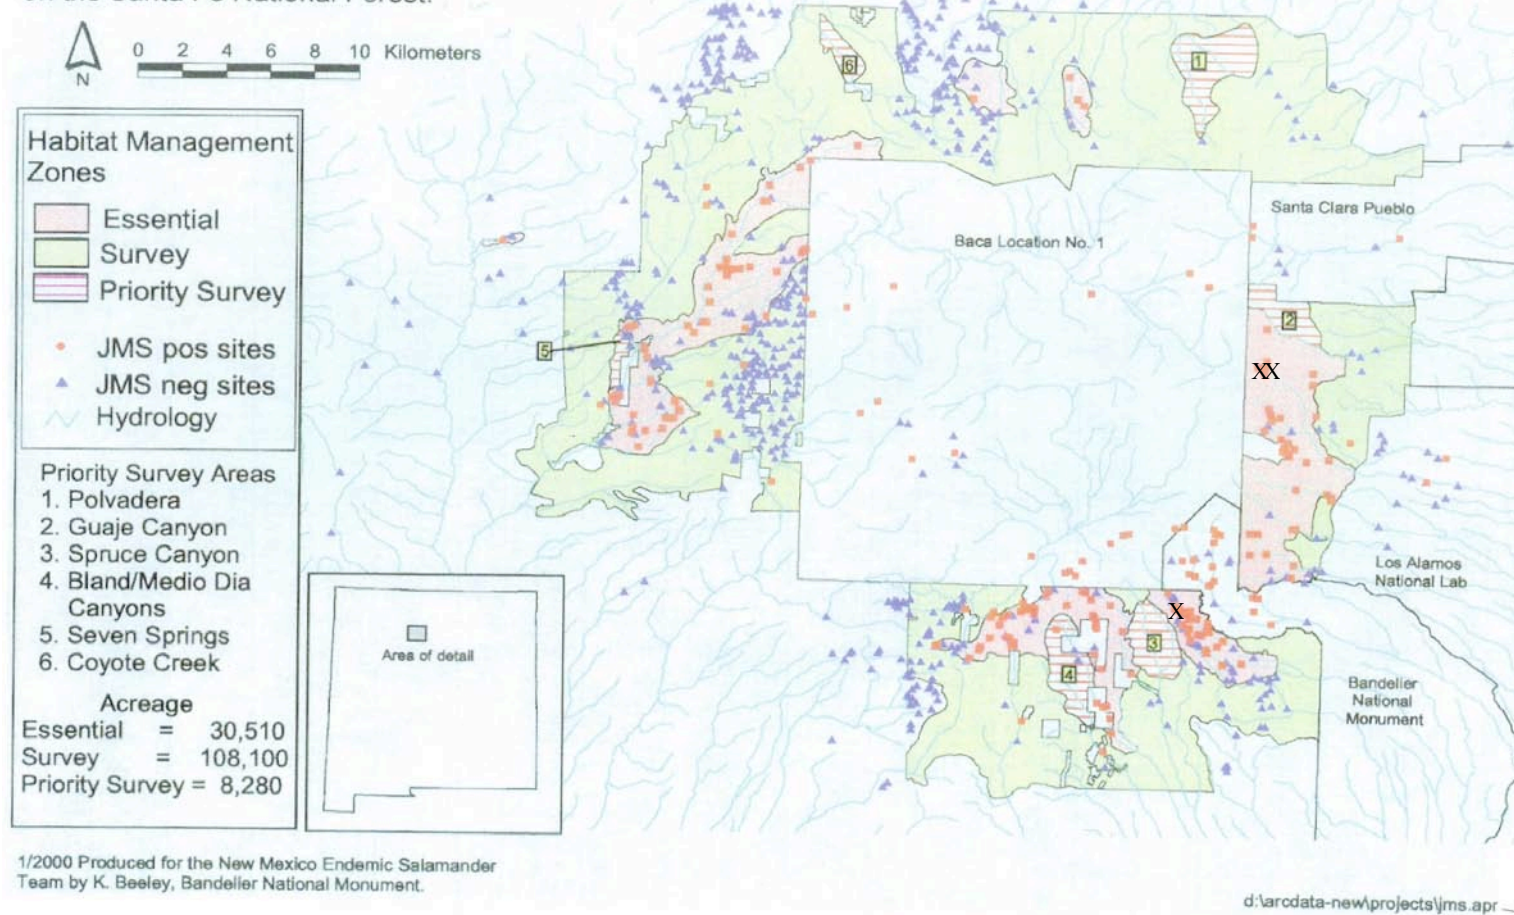 0 2 4 6 8 10 Kilometers
N
Habitat Management
Zones
Essential
Survey
Priority Survey
JMS pos sites
JMS neg sites
Hydrology
Priority Survey Areas
1. Polvadera
2. Guaje Canyon
3. Spruce Canyon
4. Bland/Medio Dia
Canyons
5. Seven Springs
6. Coyote Creek
Acreage
Essential = 30,510
Survey = 108,100
Priority Survey = 8,280
Area of detail
6
1
Santa Clara Pueblo
Baca Location No. 1
2
5
XX
Los Alamos
National Lab
X
3
4
Bandelier
National
Monument
1/2000 Produced for the New Mexico Endemic Salamander
Team by K. Beeley, Bandelier National Monument.
d:\arcdata-new\projects\jms.apr